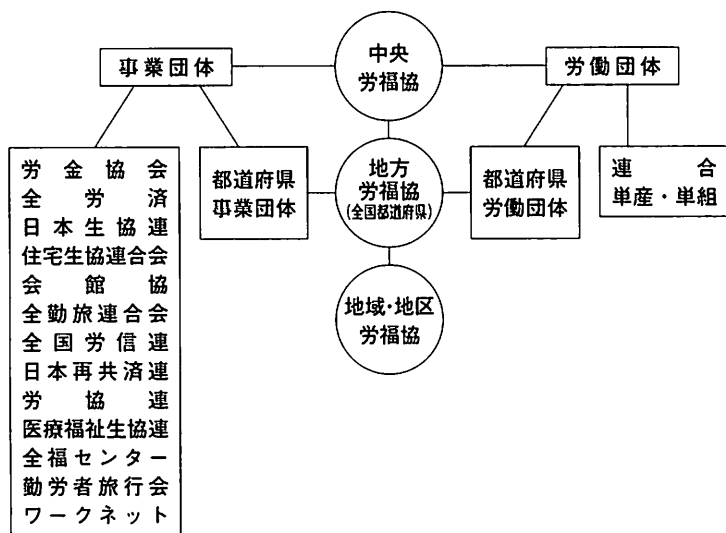 事業団体
中央
労福協
労働団体
労金協会
全労済
日本生協連
住宅生協連合会
会館協
全勤旅連合会
全国労信連
日本再共済連
労協連
医療福祉生協連
全福センター
勤労者旅行会
ワークネット
都道府県
事業団体
地方
労福協
(全国都道府県)
都道府県
労働団体
連合
単産・単組
地域・地区
労福協